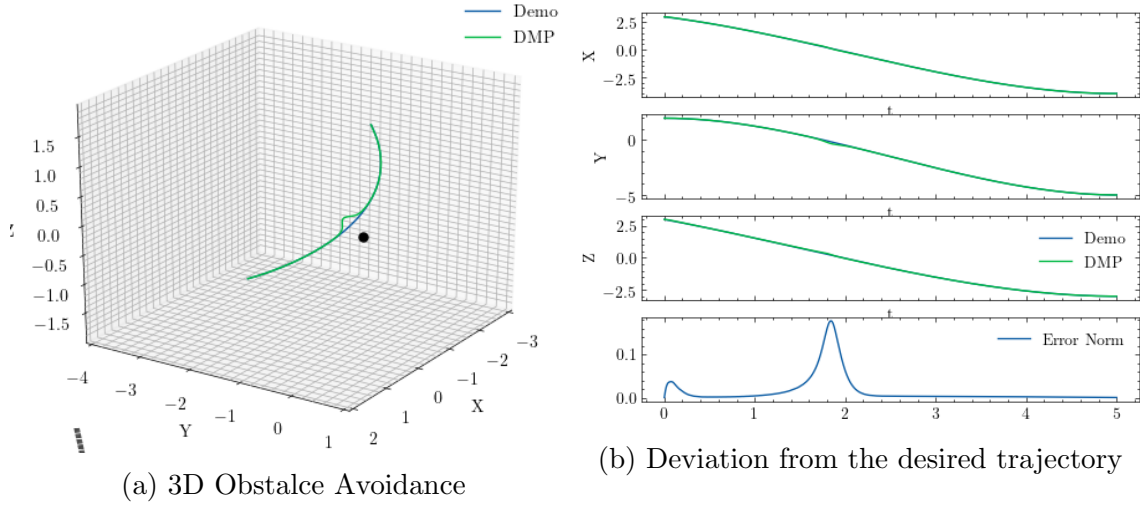 Demo
DMP
1.5
1.0
0.5
0.0
−0.5
−1.0
−1.5
−4
−3
−2
−1
0
1
Y
2
1
0
−1
−2
−3
X
(a) 3D Obstalce Avoidance
2.5
0.0
−2.5
X
t
0
−5
Y
t
2.5
0.0
−2.5
Z
Demo
DMP
t
0.1
0.0
Error Norm
0
1
2
3
4
5
(b) Deviation from the desired trajectory